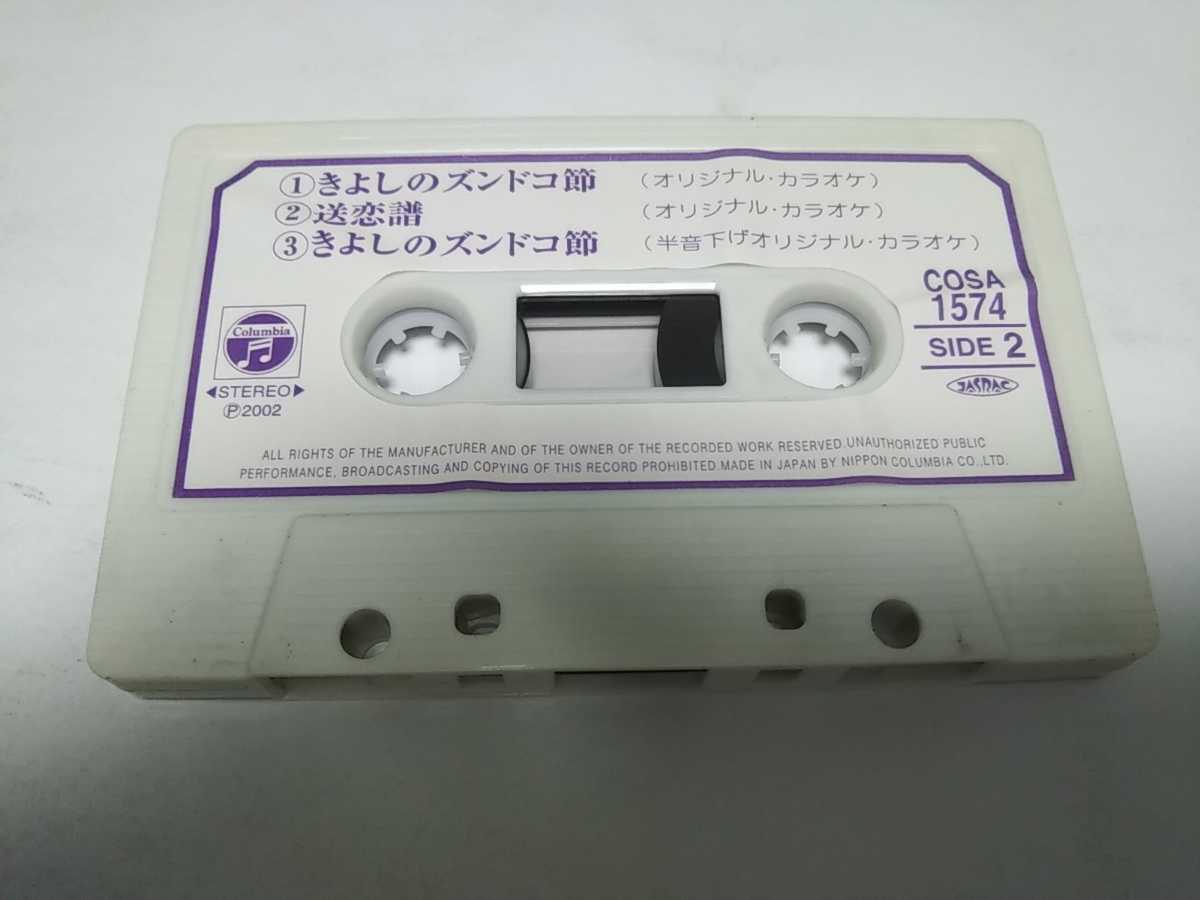 ①きよしのズンドコ節 (オリジナル・カラオケ)
②送恋譜 (オリジナル・カラオケ)
③きよしのズンドコ節 (半音下げオリジナル・カラオケ)
COSA
1574
SIDE 2
JASRAC
Columbia
◀STEREO▶
Ⓟ2002
ALL RIGHTS OF THE MANUFACTURER AND OF THE OWNER OF THE RECORDED WORK RESERVED.UNAUTHORIZED PUBLIC
PERFORMANCE, BROADCASTING AND COPYING OF THIS RECORD PROHIBITED.MADE IN JAPAN BY NIPPON COLUMBIA CO.,LTD.